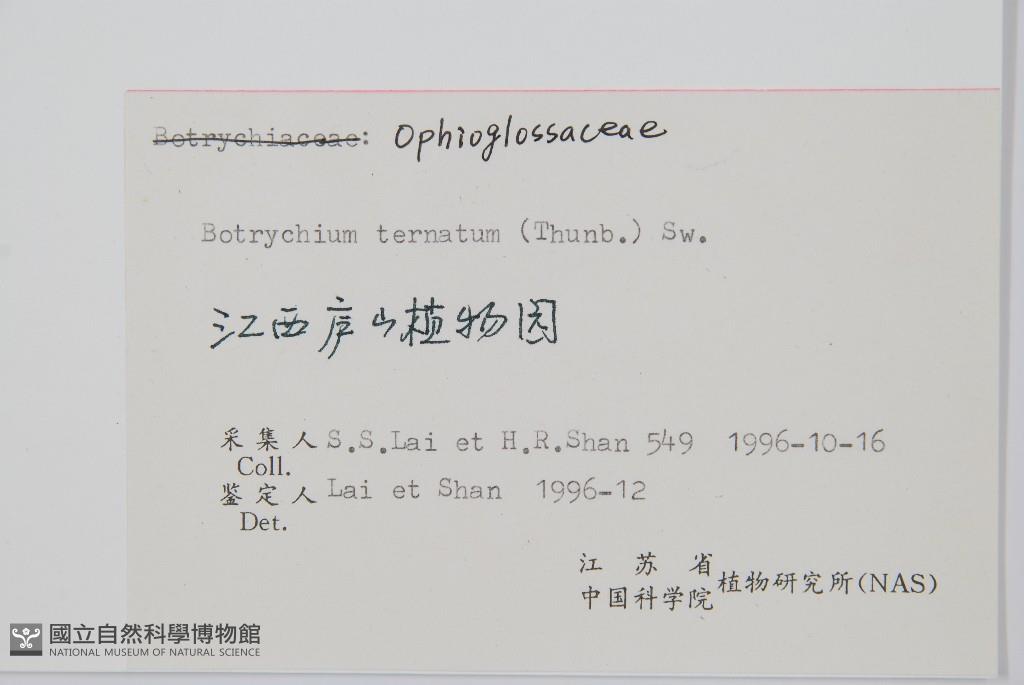 Botrychiaceae: Ophioglossaceae
Botrychium ternatum (Thunb.) Sw.
江西庐山植物园
采集人 S.S.Lai et H.R.Shan 549 1996-10-16
Coll.
鉴定人 Lai et Shan 1996-12
Det.
江苏省
中国科学院 植物研究所(NAS)
國立自然科學博物館
NATIONAL MUSEUM OF NATURAL SCIENCE